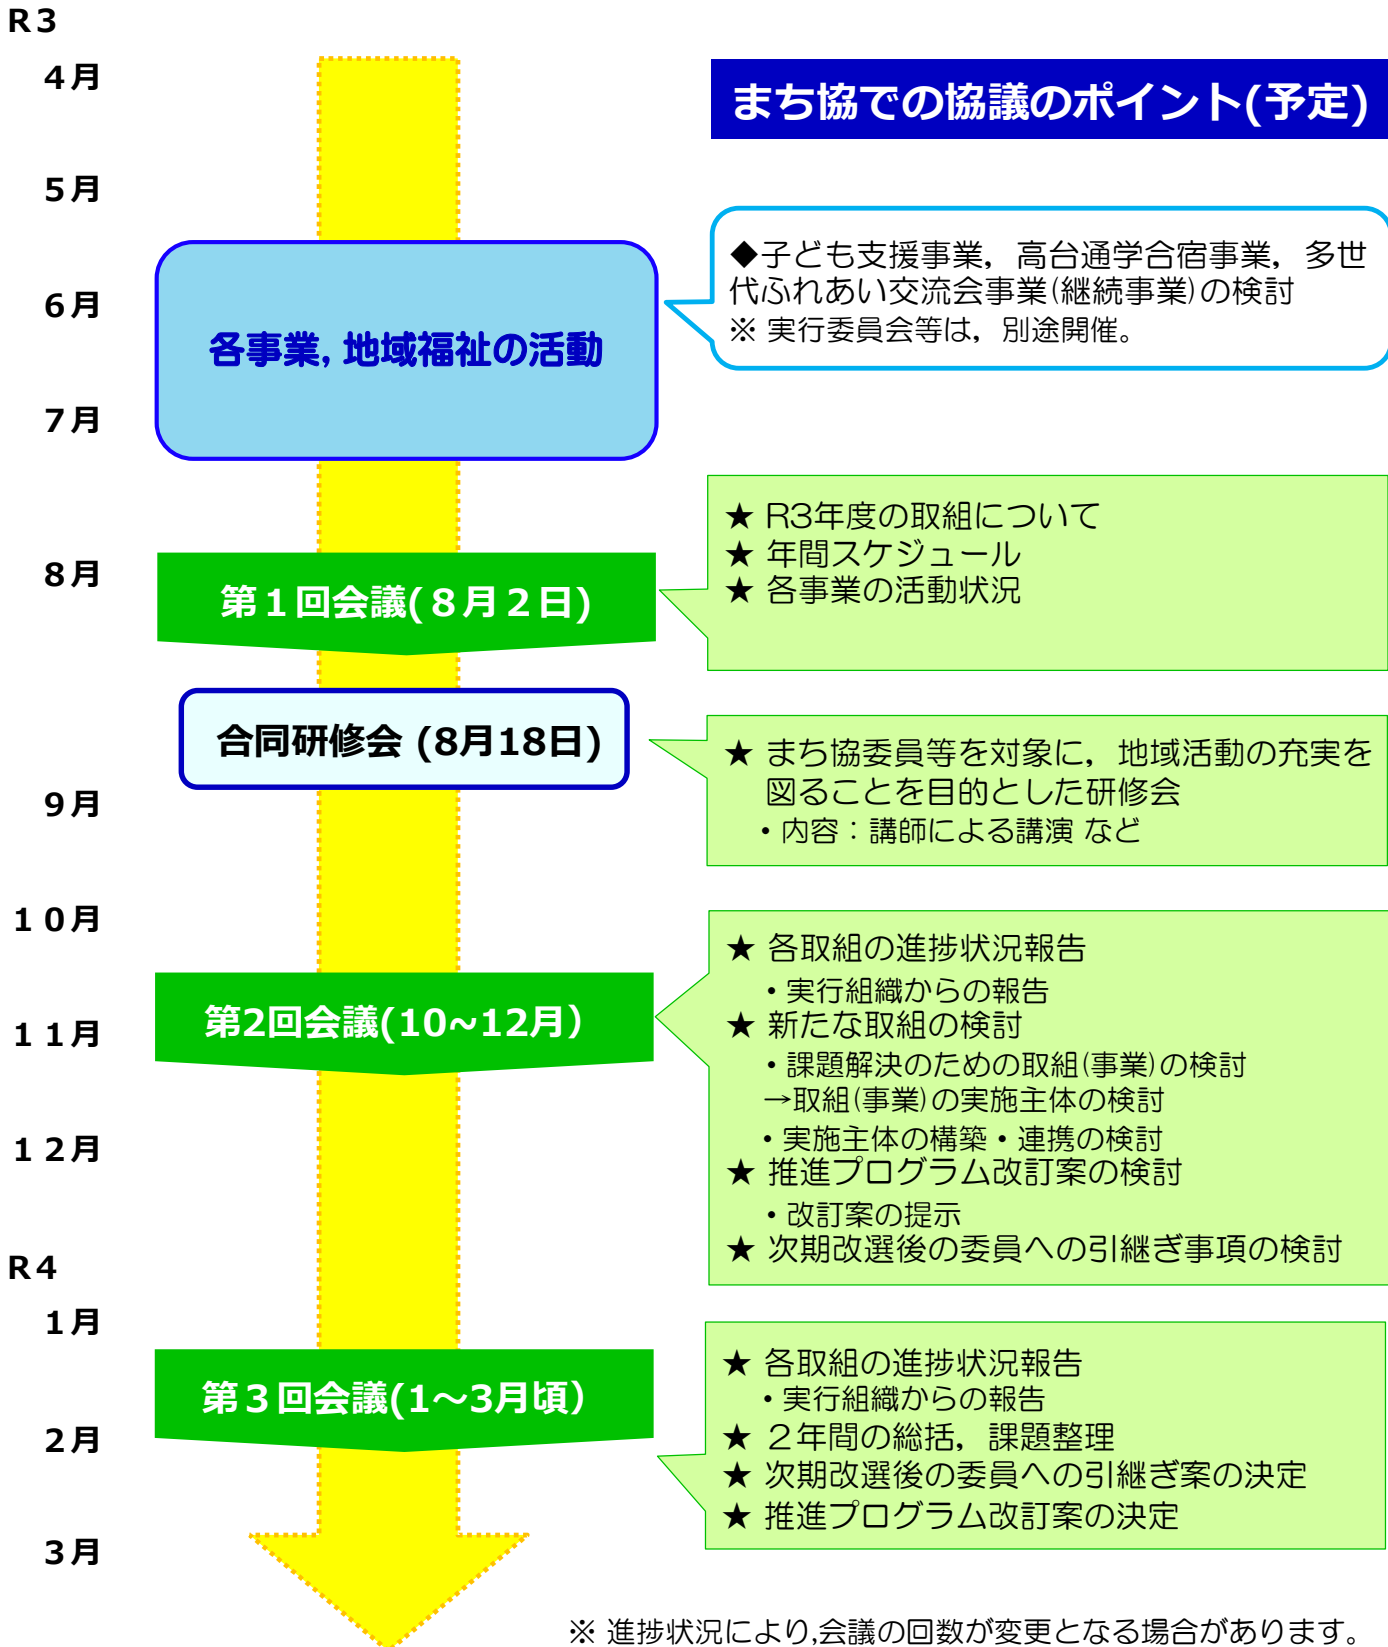 R3
4月
まち協での協議のポイント(予定)
5月
◆子ども支援事業，高台通学合宿事業，多世
代ふれあい交流会事業(継続事業)の検討
※ 実行委員会等は，別途開催。
6月
各事業, 地域福祉の活動
7月
★ R3年度の取組について
★ 年間スケジュール
★ 各事業の活動状況
8月
第１回会議(８月２日)
合同研修会 (8月18日)
★ まち協委員等を対象に，地域活動の充実を
図ることを目的とした研修会
・内容：講師による講演 など
9月
10月
★ 各取組の進捗状況報告
・実行組織からの報告
★ 新たな取組の検討
・課題解決のための取組(事業)の検討
→取組(事業)の実施主体の検討
・実施主体の構築・連携の検討
★ 推進プログラム改訂案の検討
・改訂案の提示
★ 次期改選後の委員への引継ぎ事項の検討
第2回会議(10~12月）
11月
12月
R4
1月
第３回会議(1～3月頃）
★ 各取組の進捗状況報告
・実行組織からの報告
★ ２年間の総括，課題整理
★ 次期改選後の委員への引継ぎ案の決定
★ 推進プログラム改訂案の決定
2月
3月
※ 進捗状況により,会議の回数が変更となる場合があります。